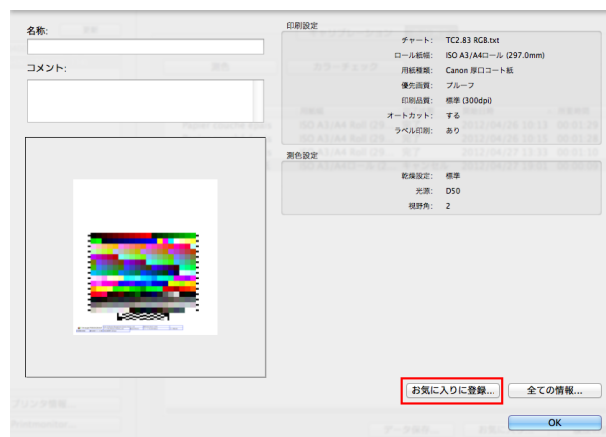 名称:
コメント:
印刷設定
チャート: TC2.83 RGB.txt
ロール紙幅: ISO A3/A4ロール (297.0mm)
用紙種類: Canon 厚口コート紙
優先画質: プルーフ
印刷品質: 標準 (300dpi)
オートカット: する
ラベル印刷: あり
測色設定
乾燥設定: 標準
光源: D50
視野角: 2
お気に入りに登録...
全ての情報...
OK